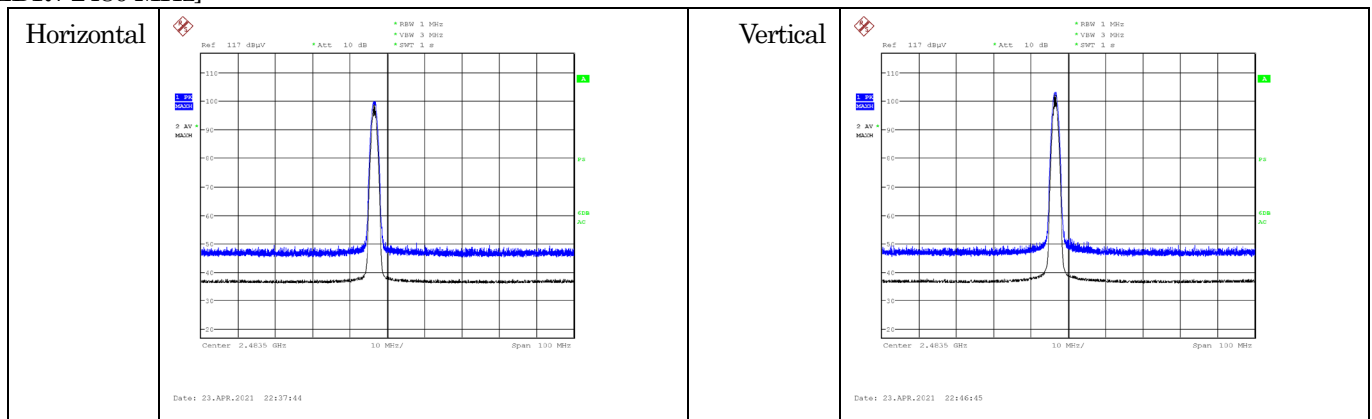 2480 MHz]
Horizontal
* RBW 1 MHz
* VBW 3 MHz
Ref 117 dBµV * Att 10 dB * SWT 1 s
110
100
90
80
70
60
50
40
30
20
1 PK
MAXH
2 AV *
MAXH
A
PS
6DB
AC
Center 2.4835 GHz 10 MHz/ Span 100 MHz
Date: 23.APR.2021 22:37:44
Vertical
* RBW 1 MHz
* VBW 3 MHz
Ref 117 dBµV * Att 10 dB * SWT 1 s
110
100
90
80
70
60
50
40
30
20
1 PK
MAXH
2 AV *
MAXH
A
PS
6DB
AC
Center 2.4835 GHz 10 MHz/ Span 100 MHz
Date: 23.APR.2021 22:46:45